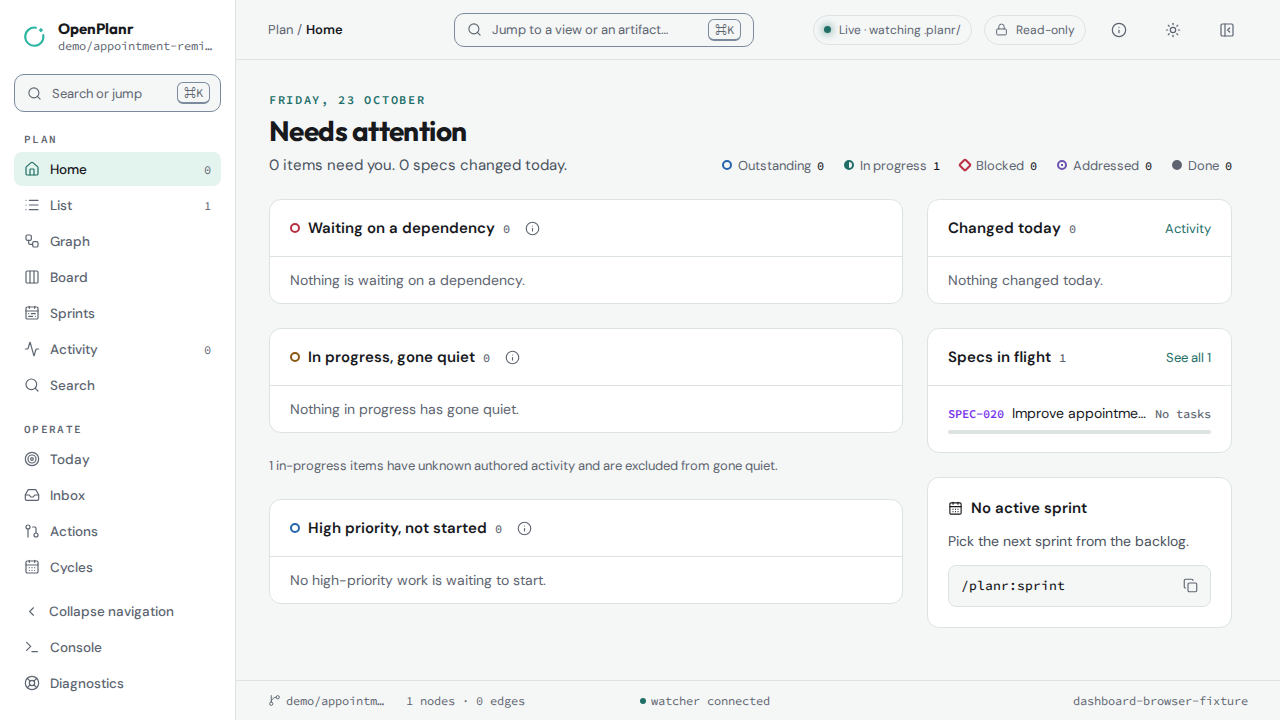 OpenPlanr
demo/appointment-remi…
Search or jump ⌘K
PLAN
Home 0
List 1
Graph
Board
Sprints
Activity 0
Search
OPERATE
Today
Inbox
Actions
Cycles
Collapse navigation
Console
Diagnostics
Plan / Home
Jump to a view or an artifact… ⌘K
Live · watching .planr/
Read-only
FRIDAY, 23 OCTOBER
Needs attention
0 items need you. 0 specs changed today.
Outstanding 0 In progress 1 Blocked 0 Addressed 0 Done 0
Waiting on a dependency 0
Nothing is waiting on a dependency.
In progress, gone quiet 0
Nothing in progress has gone quiet.
1 in-progress items have unknown authored activity and are excluded from gone quiet.
High priority, not started 0
No high-priority work is waiting to start.
Changed today 0 Activity
Nothing changed today.
Specs in flight 1 See all 1
SPEC-020 Improve appointme… No tasks
No active sprint
Pick the next sprint from the backlog.
/planr:sprint
demo/appointm… 1 nodes · 0 edges watcher connected dashboard-browser-fixture